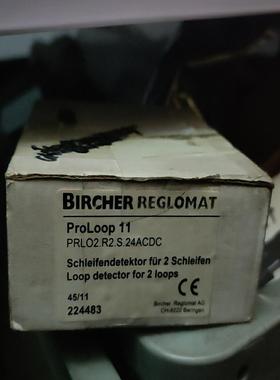 BIRCHER REGLOMAT
ProLoop 11
PRLO2.R2.S.24ACDC
Schleifendetektor für 2 Schleifen
Loop detector for 2 loops
CE
45/11
224483
Bircher Reglomat AG
CH-8222 Beringen